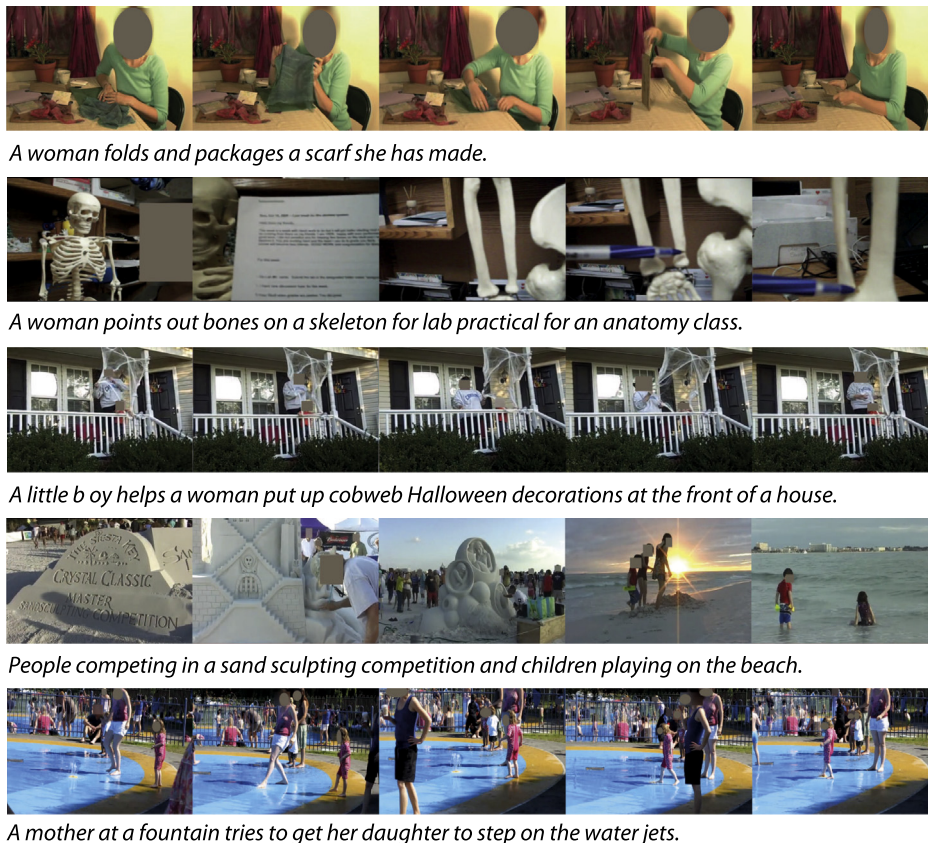 A woman folds and packages a scarf she has made.
A woman points out bones on a skeleton for lab practical for an anatomy class.
A little b oy helps a woman put up cobweb Halloween decorations at the front of a house.
CRYSTAL CLASSIC
MASTER
SANDSCULPTING COMPETITION
People competing in a sand sculpting competition and children playing on the beach.
A mother at a fountain tries to get her daughter to step on the water jets.